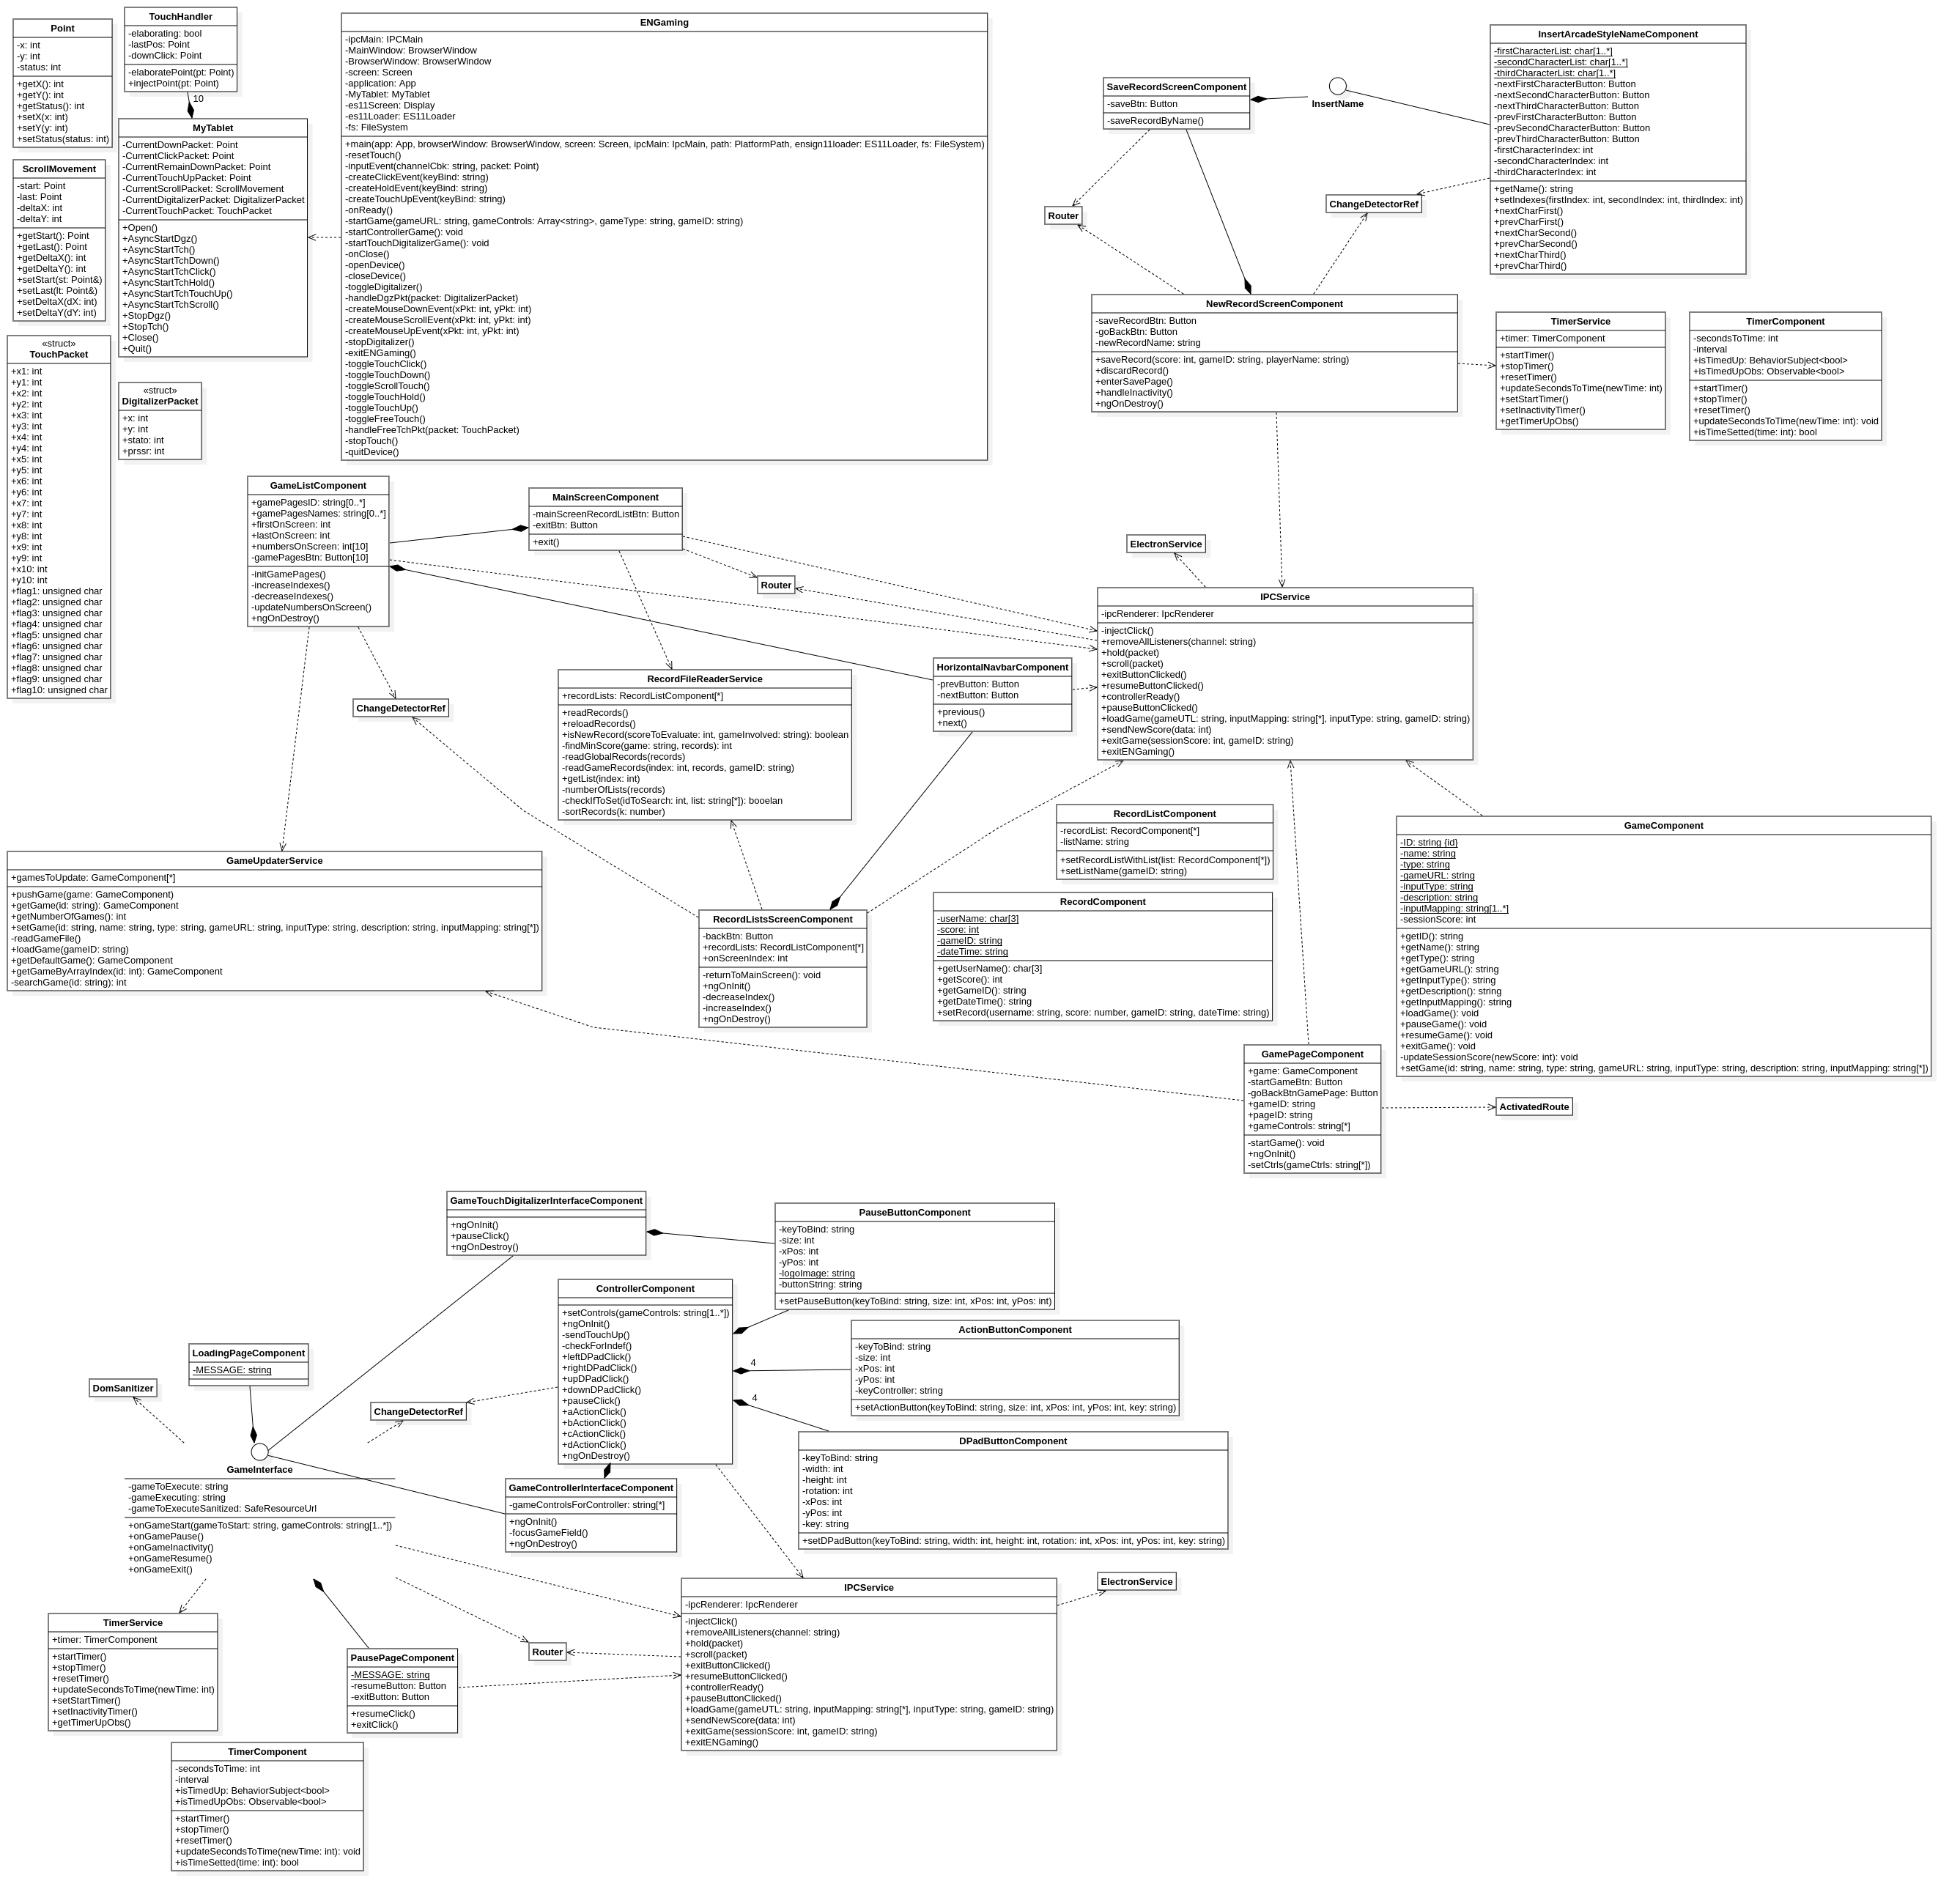 Point
-x: int
-y: int
-status: int
+getX(): int
+getY(): int
+getStatus(): int
+setX(x: int)
+setY(y: int)
+setStatus(status: int)
TouchHandler
-elaborating: bool
-lastPos: Point
-downClick: Point
-elaboratePoint(pt: Point)
+injectPoint(pt: Point)
10
MyTablet
-CurrentDownPacket: Point
-CurrentClickPacket: Point
-CurrentRemainDownPacket: Point
-CurrentTouchUpPacket: Point
-CurrentScrollPacket: ScrollMovement
-CurrentDigitalizerPacket: DigitalizerPacket
-CurrentTouchPacket: TouchPacket
+Open()
+AsyncStartDgz()
+AsyncStartTch()
+AsyncStartTchDown()
+AsyncStartTchClick()
+AsyncStartTchHold()
+AsyncStartTchTouchUp()
+AsyncStartTchScroll()
+StopDgz()
+StopTch()
+Close()
+Quit()
ScrollMovement
-start: Point
-last: Point
-deltaX: int
-deltaY: int
+getStart(): Point
+getLast(): Point
+getDeltaX(): int
+getDeltaY(): int
+setStart(st: Point&)
+setLast(lt: Point&)
+setDeltaX(dX: int)
+setDeltaY(dY: int)
«struct»
TouchPacket
+x1: int
+y1: int
+x2: int
+y2: int
+x3: int
+y3: int
+x4: int
+y4: int
+x5: int
+y5: int
+x6: int
+y6: int
+x7: int
+y7: int
+x8: int
+y8: int
+x9: int
+y9: int
+x10: int
+y10: int
+flag1: unsigned char
+flag2: unsigned char
+flag3: unsigned char
+flag4: unsigned char
+flag5: unsigned char
+flag6: unsigned char
+flag7: unsigned char
+flag8: unsigned char
+flag9: unsigned char
+flag10: unsigned char
«struct»
DigitalizerPacket
+x: int
+y: int
+stato: int
+prssr: int
ENGaming
-ipcMain: IPCMain
-MainWindow: BrowserWindow
-BrowserWindow: BrowserWindow
-screen: Screen
-application: App
-MyTablet: MyTablet
-es11Screen: Display
-es11Loader: ES11Loader
-fs: FileSystem
+main(app: App, browserWindow: BrowserWindow, screen: Screen, ipcMain: IpcMain, path: PlatformPath, ensign11loader: ES11Loader, fs: FileSystem)
-resetTouch()
-inputEvent(channelCbk: string, packet: Point)
-createClickEvent(keyBind: string)
-createHoldEvent(keyBind: string)
-createTouchUpEvent(keyBind: string)
-onReady()
-startGame(gameURL: string, gameControls: Array<string>, gameType: string, gameID: string)
-startControllerGame(): void
-startTouchDigitalizerGame(): void
-onClose()
-openDevice()
-closeDevice()
-toggleDigitalizer()
-handleDgzPkt(packet: DigitalizerPacket)
-createMouseDownEvent(xPkt: int, yPkt: int)
-createMouseScrollEvent(xPkt: int, yPkt: int)
-createMouseUpEvent(xPkt: int, yPkt: int)
-stopDigitalizer()
-exitENGaming()
-toggleTouchClick()
-toggleTouchDown()
-toggleScrollTouch()
-toggleTouchHold()
-toggleTouchUp()
-toggleFreeTouch()
-handleFreeTchPkt(packet: TouchPacket)
-stopTouch()
-quitDevice()
SaveRecordScreenComponent
-saveBtn: Button
-saveRecordByName()
InsertName
InsertArcadeStyleNameComponent
-firstCharacterList: char[1..*]
-secondCharacterList: char[1..*]
-thirdCharacterList: char[1..*]
-nextFirstCharacterButton: Button
-nextSecondCharacterButton: Button
-nextThirdCharacterButton: Button
-prevFirstCharacterButton: Button
-prevSecondCharacterButton: Button
-prevThirdCharacterButton: Button
-firstCharacterIndex: int
-secondCharacterIndex: int
-thirdCharacterIndex: int
+getName(): string
+setIndexes(firstIndex: int, secondIndex: int, thirdIndex: int)
+nextCharFirst()
+prevCharFirst()
+nextCharSecond()
+prevCharSecond()
+nextCharThird()
+prevCharThird()
Router
ChangeDetectorRef
NewRecordScreenComponent
-saveRecordBtn: Button
-goBackBtn: Button
-newRecordName: string
+saveRecord(score: int, gameID: string, playerName: string)
+discardRecord()
+enterSavePage()
+handleInactivity()
+ngOnDestroy()
TimerService
+timer: TimerComponent
+startTimer()
+stopTimer()
+resetTimer()
+updateSecondsToTime(newTime: int)
+setStartTimer()
+setInactivityTimer()
+getTimerUpObs()
TimerComponent
-secondsToTime: int
-interval
+isTimedUp: BehaviorSubject<bool>
+isTimedUpObs: Observable<bool>
+startTimer()
+stopTimer()
+resetTimer()
+updateSecondsToTime(newTime: int): void
+isTimeSetted(time: int): bool
GameListComponent
+gamePagesID: string[0..*]
+gamePagesNames: string[0..*]
+firstOnScreen: int
+lastOnScreen: int
+numbersOnScreen: int[10]
-gamePagesBtn: Button[10]
-initGamePages()
-increaseIndexes()
-decreaseIndexes()
-updateNumbersOnScreen()
+ngOnDestroy()
MainScreenComponent
-mainScreenRecordListBtn: Button
-exitBtn: Button
+exit()
Router
ElectronService
IPCService
-ipcRenderer: IpcRenderer
-injectClick()
+removeAllListeners(channel: string)
+hold(packet)
+scroll(packet)
+exitButtonClicked()
+resumeButtonClicked()
+controllerReady()
+pauseButtonClicked()
+loadGame(gameUTL: string, inputMapping: string[*], inputType: string, gameID: string)
+sendNewScore(data: int)
+exitGame(sessionScore: int, gameID: string)
+exitENGaming()
HorizontalNavbarComponent
-prevButton: Button
-nextButton: Button
+previous()
+next()
RecordFileReaderService
+recordLists: RecordListComponent[*]
+readRecords()
+reloadRecords()
+isNewRecord(scoreToEvaluate: int, gameInvolved: string): boolean
-findMinScore(game: string, records): int
-readGlobalRecords(records)
-readGameRecords(index: int, records, gameID: string)
+getList(index: int)
-numberOfLists(records)
-checkIfToSet(idToSearch: int, list: string[*]): booelan
-sortRecords(k: number)
ChangeDetectorRef
GameUpdaterService
+gamesToUpdate: GameComponent[*]
+pushGame(game: GameComponent)
+getGame(id: string): GameComponent
+getNumberOfGames(): int
+setGame(id: string, name: string, type: string, gameURL: string, inputType: string, description: string, inputMapping: string[*])
-readGameFile()
+loadGame(gameID: string)
+getDefaultGame(): GameComponent
+getGameByArrayIndex(id: int): GameComponent
-searchGame(id: string): int
RecordListsScreenComponent
-backBtn: Button
+recordLists: RecordListComponent[*]
+onScreenIndex: int
-returnToMainScreen(): void
+ngOnInit()
-decreaseIndex()
-increaseIndex()
+ngOnDestroy()
RecordListComponent
-recordList: RecordComponent[*]
-listName: string
+setRecordListWithList(list: RecordComponent[*])
+setListName(gameID: string)
RecordComponent
-userName: char[3]
-score: int
-gameID: string
-dateTime: string
+getUserName(): char[3]
+getScore(): int
+getGameID(): string
+getDateTime(): string
+setRecord(username: string, score: number, gameID: string, dateTime: string)
GameComponent
-ID: string {id}
-name: string
-type: string
-gameURL: string
-inputType: string
-description: string
-inputMapping: string[1..*]
-sessionScore: int
+getID(): string
+getName(): string
+getType(): string
+getGameURL(): string
+getInputType(): string
+getDescription(): string
+getInputMapping(): string
+loadGame(): void
+pauseGame(): void
+resumeGame(): void
+exitGame(): void
-updateSessionScore(newScore: int): void
+setGame(id: string, name: string, type: string, gameURL: string, inputType: string, description: string, inputMapping: string[*])
GamePageComponent
+game: GameComponent
-startGameBtn: Button
-goBackBtnGamePage: Button
+gameID: string
+pageID: string
+gameControls: string[*]
-startGame(): void
+ngOnInit()
-setCtrls(gameCtrls: string[*])
ActivatedRoute
GameTouchDigitalizerInterfaceComponent
+ngOnInit()
+pauseClick()
+ngOnDestroy()
PauseButtonComponent
-keyToBind: string
-size: int
-xPos: int
-yPos: int
-logoImage: string
-buttonString: string
+setPauseButton(keyToBind: string, size: int, xPos: int, yPos: int)
ControllerComponent
+setControls(gameControls: string[1..*])
+ngOnInit()
-sendTouchUp()
-checkForIndef()
+leftDPadClick()
+rightDPadClick()
+upDPadClick()
+downDPadClick()
+pauseClick()
+aActionClick()
+bActionClick()
+cActionClick()
+dActionClick()
+ngOnDestroy()
4
4
ActionButtonComponent
-keyToBind: string
-size: int
-xPos: int
-yPos: int
-keyController: string
+setActionButton(keyToBind: string, size: int, xPos: int, yPos: int, key: string)
DPadButtonComponent
-keyToBind: string
-width: int
-height: int
-rotation: int
-xPos: int
-yPos: int
-key: string
+setDPadButton(keyToBind: string, width: int, height: int, rotation: int, xPos: int, yPos: int, key: string)
LoadingPageComponent
-MESSAGE: string
DomSanitizer
ChangeDetectorRef
GameInterface
-gameToExecute: string
-gameExecuting: string
-gameToExecuteSanitized: SafeResourceUrl
+onGameStart(gameToStart: string, gameControls: string[1..*])
+onGamePause()
+onGameInactivity()
+onGameResume()
+onGameExit()
GameControllerInterfaceComponent
-gameControlsForController: string[*]
+ngOnInit()
-focusGameField()
+ngOnDestroy()
TimerService
+timer: TimerComponent
+startTimer()
+stopTimer()
+resetTimer()
+updateSecondsToTime(newTime: int)
+setStartTimer()
+setInactivityTimer()
+getTimerUpObs()
PausePageComponent
-MESSAGE: string
-resumeButton: Button
-exitButton: Button
+resumeClick()
+exitClick()
Router
IPCService
-ipcRenderer: IpcRenderer
-injectClick()
+removeAllListeners(channel: string)
+hold(packet)
+scroll(packet)
+exitButtonClicked()
+resumeButtonClicked()
+controllerReady()
+pauseButtonClicked()
+loadGame(gameUTL: string, inputMapping: string[*], inputType: string, gameID: string)
+sendNewScore(data: int)
+exitGame(sessionScore: int, gameID: string)
+exitENGaming()
ElectronService
TimerComponent
-secondsToTime: int
-interval
+isTimedUp: BehaviorSubject<bool>
+isTimedUpObs: Observable<bool>
+startTimer()
+stopTimer()
+resetTimer()
+updateSecondsToTime(newTime: int): void
+isTimeSetted(time: int): bool